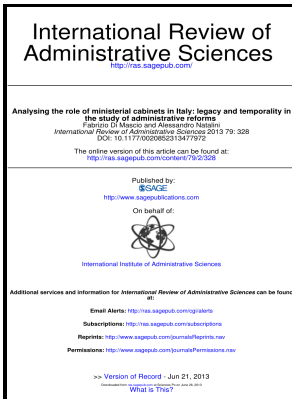 International Review of
Administrative Sciences
http://ras.sagepub.com/
Analysing the role of ministerial cabinets in Italy: legacy and temporality in
the study of administrative reforms
Fabrizio Di Mascio and Alessandro Natalini
International Review of Administrative Sciences 2013 79: 328
DOI: 10.1177/0020852313477972
The online version of this article can be found at:
http://ras.sagepub.com/content/79/2/328
Published by:
SAGE
http://www.sagepublications.com
On behalf of:
International Institute of Administrative Sciences
Additional services and information for International Review of Administrative Sciences can be found
at:
Email Alerts: http://ras.sagepub.com/cgi/alerts
Subscriptions: http://ras.sagepub.com/subscriptions
Reprints: http://www.sagepub.com/journalsReprints.nav
Permissions: http://www.sagepub.com/journalsPermissions.nav
>> Version of Record - Jun 21, 2013
Downloaded from ras.sagepub.com
What is This?